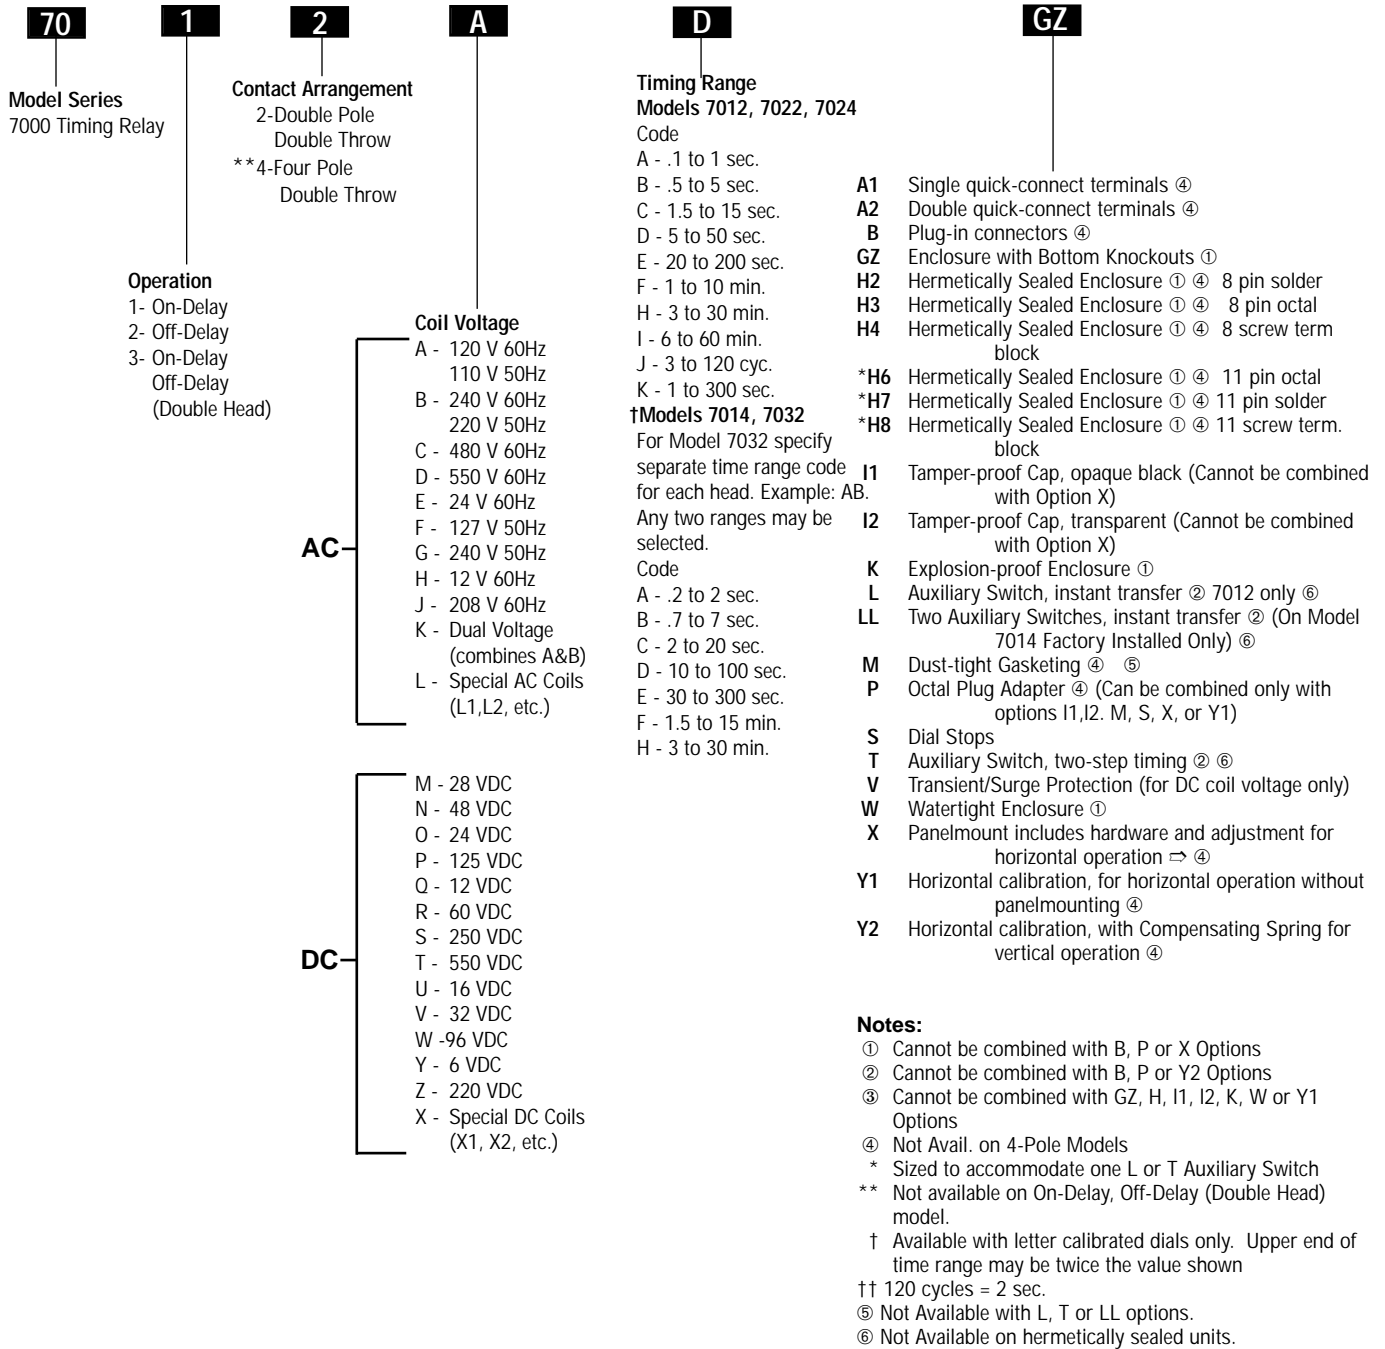 70 1 2 A D GZ
Model Series
7000 Timing Relay
Operation
1- On-Delay
2- Off-Delay
3- On-Delay
Off-Delay
(Double Head)
Contact Arrangement
2-Double Pole
Double Throw
**4-Four Pole
Double Throw
Coil Voltage
AC
A - 120 V 60Hz
110 V 50Hz
B - 240 V 60Hz
220 V 50Hz
C - 480 V 60Hz
D - 550 V 60Hz
E - 24 V 60Hz
F - 127 V 50Hz
G - 240 V 50Hz
H - 12 V 60Hz
J - 208 V 60Hz
K - Dual Voltage
(combines A&B)
L - Special AC Coils
(L1,L2, etc.)
DC
M - 28 VDC
N - 48 VDC
O - 24 VDC
P - 125 VDC
Q - 12 VDC
R - 60 VDC
S - 250 VDC
T - 550 VDC
U - 16 VDC
V - 32 VDC
W -96 VDC
Y - 6 VDC
Z - 220 VDC
X - Special DC Coils
(X1, X2, etc.)
Timing Range
Models 7012, 7022, 7024
Code
A - .1 to 1 sec.
B - .5 to 5 sec.
C - 1.5 to 15 sec.
D - 5 to 50 sec.
E - 20 to 200 sec.
F - 1 to 10 min.
H - 3 to 30 min.
I - 6 to 60 min.
J - 3 to 120 cyc.
K - 1 to 300 sec.
†Models 7014, 7032
For Model 7032 specify
separate time range code
for each head. Example: AB.
Any two ranges may be
selected.
Code
A - .2 to 2 sec.
B - .7 to 7 sec.
C - 2 to 20 sec.
D - 10 to 100 sec.
E - 30 to 300 sec.
F - 1.5 to 15 min.
H - 3 to 30 min.
A1 Single quick-connect terminals ④
A2 Double quick-connect terminals ④
B Plug-in connectors ④
GZ Enclosure with Bottom Knockouts ①
H2 Hermetically Sealed Enclosure ① ④ 8 pin solder
H3 Hermetically Sealed Enclosure ① ④ 8 pin octal
H4 Hermetically Sealed Enclosure ① ④ 8 screw term
block
*H6 Hermetically Sealed Enclosure ① ④ 11 pin octal
*H7 Hermetically Sealed Enclosure ① ④ 11 pin solder
*H8 Hermetically Sealed Enclosure ① ④ 11 screw term.
block
I1 Tamper-proof Cap, opaque black (Cannot be combined
with Option X)
I2 Tamper-proof Cap, transparent (Cannot be combined
with Option X)
K Explosion-proof Enclosure ①
L Auxiliary Switch, instant transfer ② 7012 only ⑥
LL Two Auxiliary Switches, instant transfer ② (On Model
7014 Factory Installed Only) ⑥
M Dust-tight Gasketing ④ ⑤
P Octal Plug Adapter ④ (Can be combined only with
options I1,I2. M, S, X, or Y1)
S Dial Stops
T Auxiliary Switch, two-step timing ② ⑥
V Transient/Surge Protection (for DC coil voltage only)
W Watertight Enclosure ①
X Panelmount includes hardware and adjustment for
horizontal operation ⇨ ④
Y1 Horizontal calibration, for horizontal operation without
panelmounting ④
Y2 Horizontal calibration, with Compensating Spring for
vertical operation ④
Notes:
① Cannot be combined with B, P or X Options
② Cannot be combined with B, P or Y2 Options
③ Cannot be combined with GZ, H, I1, I2, K, W or Y1
Options
④ Not Avail. on 4-Pole Models
* Sized to accommodate one L or T Auxiliary Switch
** Not available on On-Delay, Off-Delay (Double Head)
model.
† Available with letter calibrated dials only. Upper end of
time range may be twice the value shown
†† 120 cycles = 2 sec.
⑤ Not Available with L, T or LL options.
⑥ Not Available on hermetically sealed units.